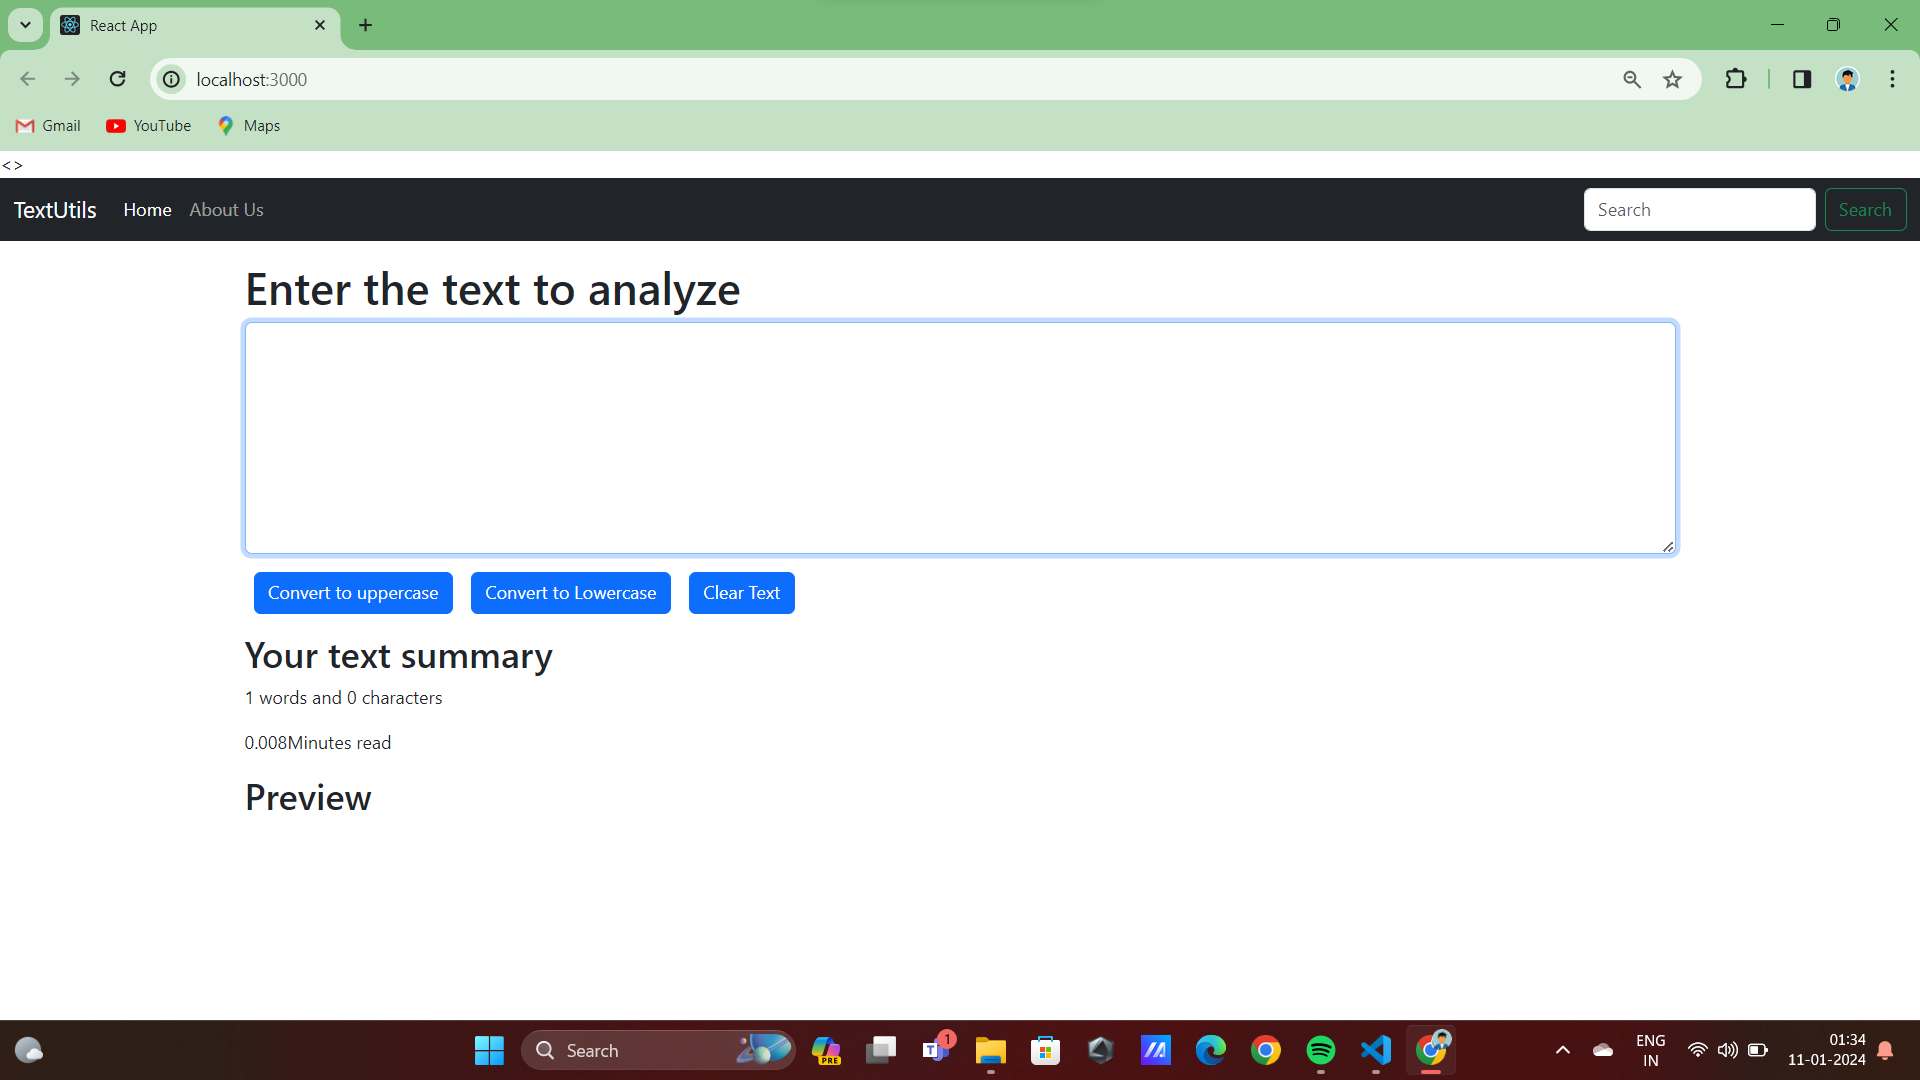 React App
localhost:3000
Gmail YouTube Maps
<>
TextUtils Home About Us Search Search
Enter the text to analyze
Convert to uppercase Convert to Lowercase Clear Text
Your text summary
1 words and 0 characters
0.008Minutes read
Preview
Search PRE T 1 ENG IN 01:34 11-01-2024